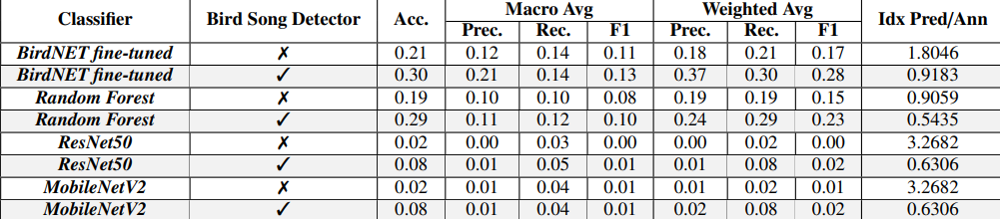 Classifier Bird Song Detector Acc. Macro Avg Weighted Avg Idx Pred/Ann
Prec. Rec. F1 Prec. Rec. F1
BirdNET fine-tuned ✗ 0.21 0.12 0.14 0.11 0.18 0.21 0.17 1.8046
BirdNET fine-tuned ✓ 0.30 0.21 0.14 0.13 0.37 0.30 0.28 0.9183
Random Forest ✗ 0.19 0.10 0.10 0.08 0.19 0.19 0.15 0.9059
Random Forest ✓ 0.29 0.11 0.12 0.10 0.24 0.29 0.23 0.5435
ResNet50 ✗ 0.02 0.00 0.03 0.00 0.00 0.02 0.00 3.2682
ResNet50 ✓ 0.08 0.01 0.05 0.01 0.01 0.08 0.02 0.6306
MobileNetV2 ✗ 0.02 0.01 0.04 0.01 0.01 0.02 0.01 3.2682
MobileNetV2 ✓ 0.08 0.01 0.04 0.01 0.02 0.08 0.02 0.6306